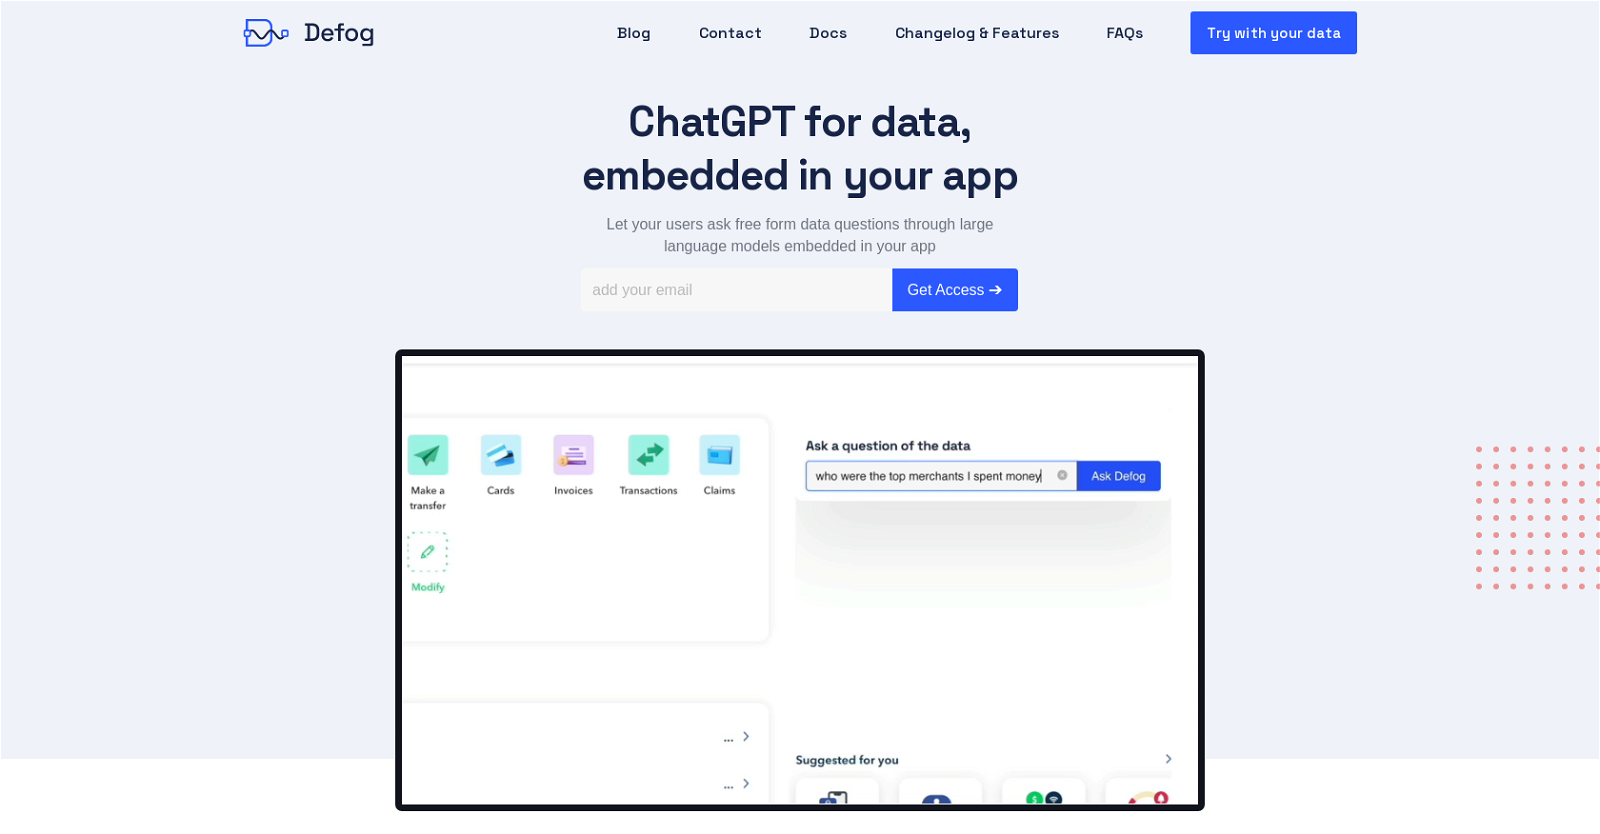 Defog
Blog
Contact
Docs
Changelog & Features
FAQs
Try with your data
ChatGPT for data,
embedded in your app
Let your users ask free form data questions through large
language models embedded in your app
add your email
Get Access →
Make a
transfer
Cards
Invoices
Transactions
Claims
Modify
Ask a question of the data
who were the top merchants I spent money
Ask Defog
...
...
Suggested for you